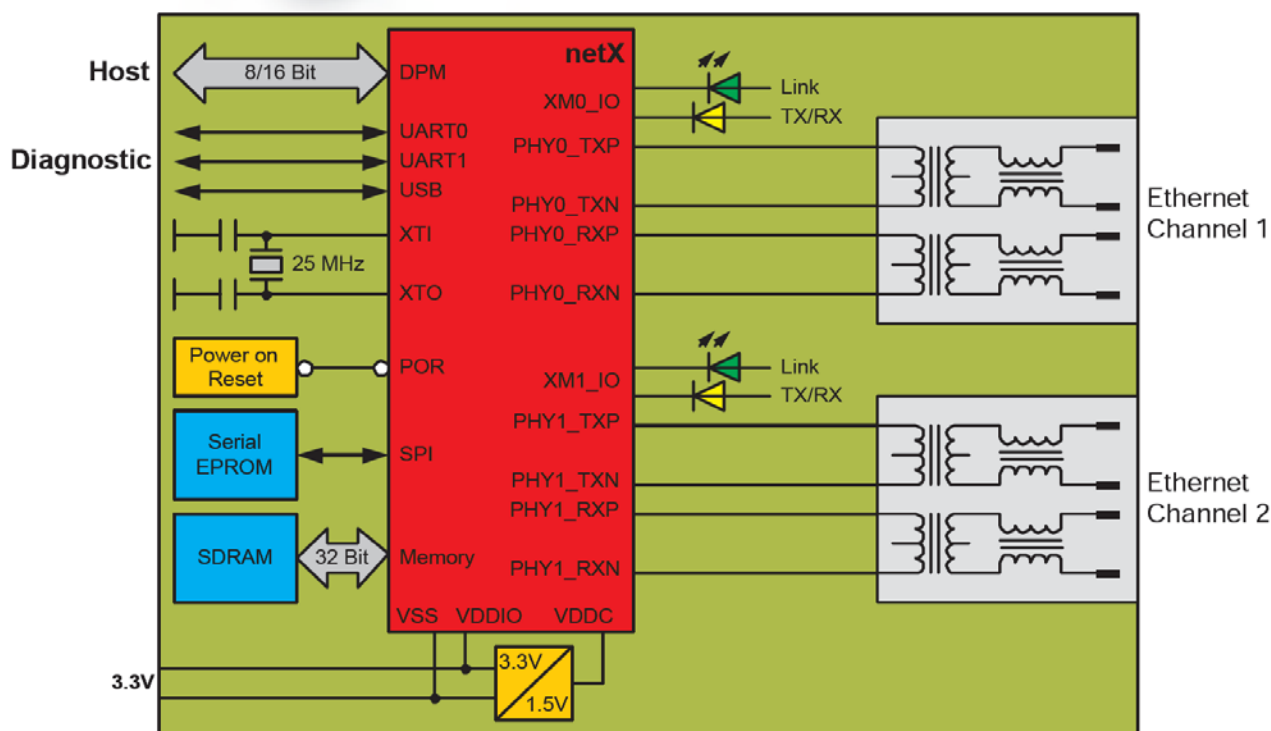 netX
Host
8/16 Bit
DPM
XM0_IO
Link
TX/RX
UART0
PHY0_TXP
Diagnostic
UART1
USB
PHY0_TXN
Ethernet
Channel 1
XTI
PHY0_RXP
25 MHz
XTO
PHY0_RXN
Power on
Reset
POR
XM1_IO
Link
TX/RX
PHY1_TXP
Serial
EPROM
SPI
PHY1_TXN
Ethernet
Channel 2
PHY1_RXP
SDRAM
32 Bit
Memory
PHY1_RXN
VSS VDDIO VDDC
3.3V
3.3V
1.5V